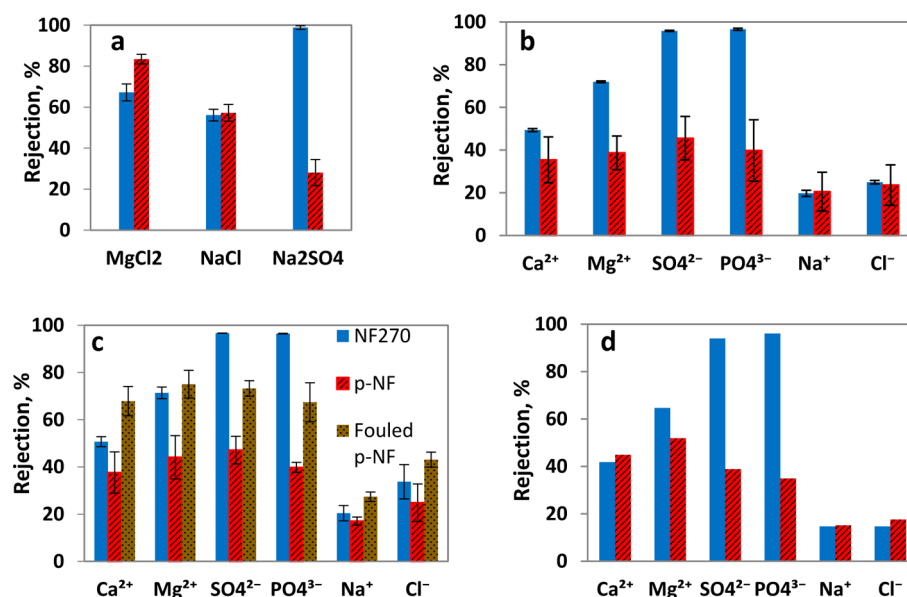 a
Rejection, %
100
80
60
40
20
0
MgCl2 NaCl Na2SO4
b
Rejection, %
100
80
60
40
20
0
Ca²⁺ Mg²⁺ SO4²⁻ PO4³⁻ Na⁺ Cl⁻
c
Rejection, %
100
80
60
40
20
0
NF270
p-NF
Fouled
p-NF
Ca²⁺ Mg²⁺ SO4²⁻ PO4³⁻ Na⁺ Cl⁻
d
Rejection, %
100
80
60
40
20
0
Ca²⁺ Mg²⁺ SO4²⁻ PO4³⁻ Na⁺ Cl⁻